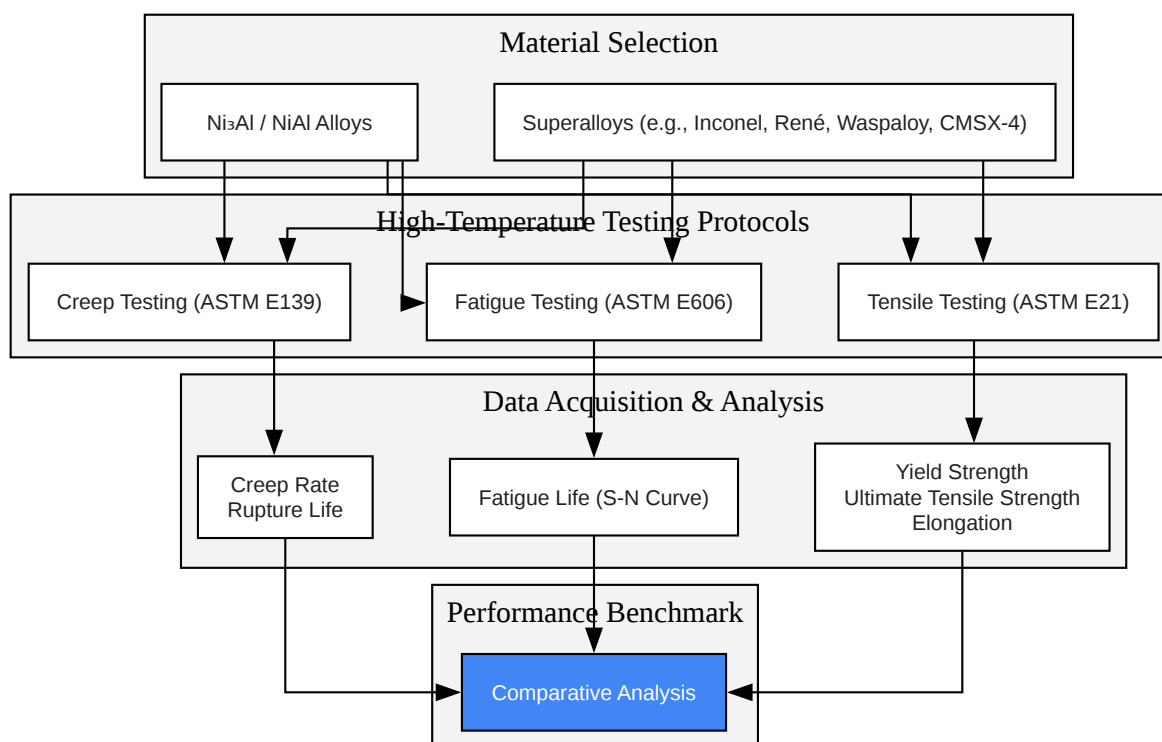 Material Selection
Ni₃Al / NiAl Alloys
Superalloys (e.g., Inconel, René, Waspaloy, CMSX-4)
High-Temperature Testing Protocols
Creep Testing (ASTM E139)
Fatigue Testing (ASTM E606)
Tensile Testing (ASTM E21)
Data Acquisition & Analysis
Creep Rate
Rupture Life
Fatigue Life (S-N Curve)
Yield Strength
Ultimate Tensile Strength
Elongation
Performance Benchmark
Comparative Analysis